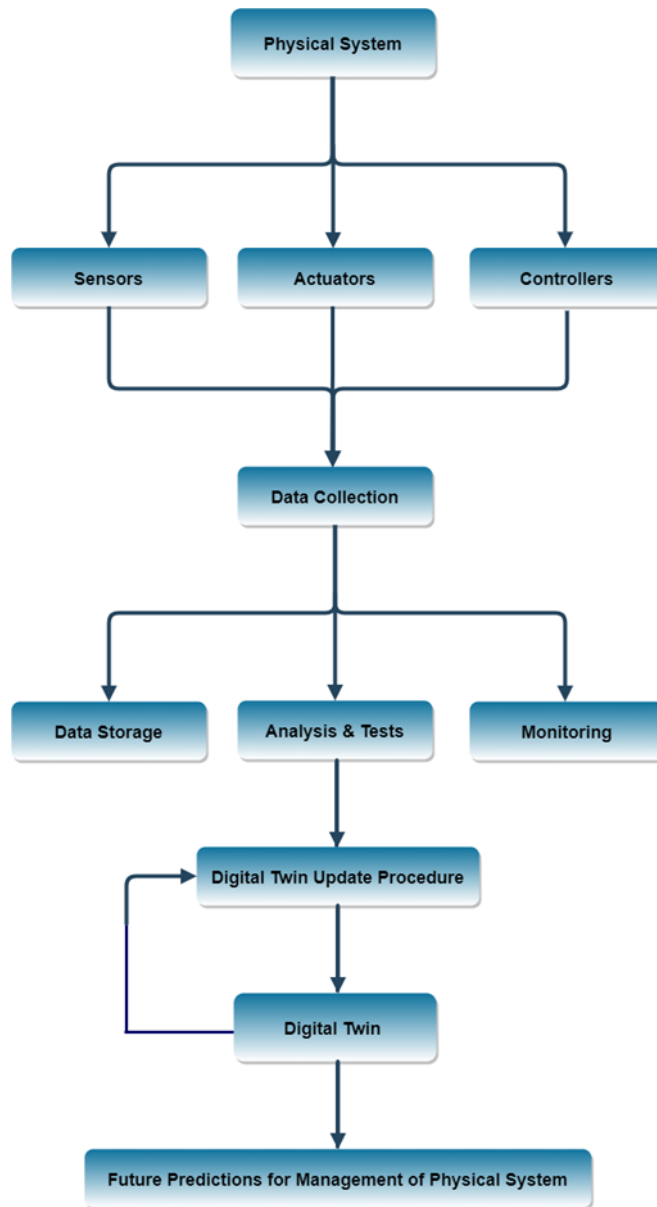 Physical System
Sensors
Actuators
Controllers
Data Collection
Data Storage
Analysis & Tests
Monitoring
Digital Twin Update Procedure
Digital Twin
Future Predictions for Management of Physical System